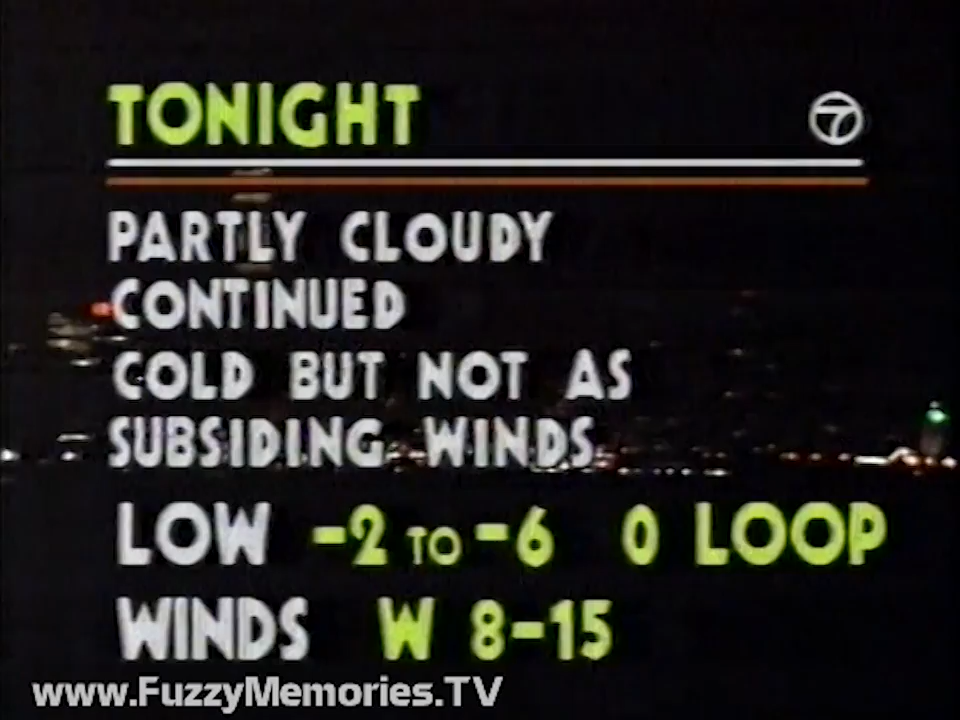 TONIGHT
7
PARTLY CLOUDY
CONTINUED
COLD BUT NOT AS
SUBSIDING WINDS
LOW -2 TO -6 0 LOOP
WINDS W 8-15
www.FuzzyMemories.TV